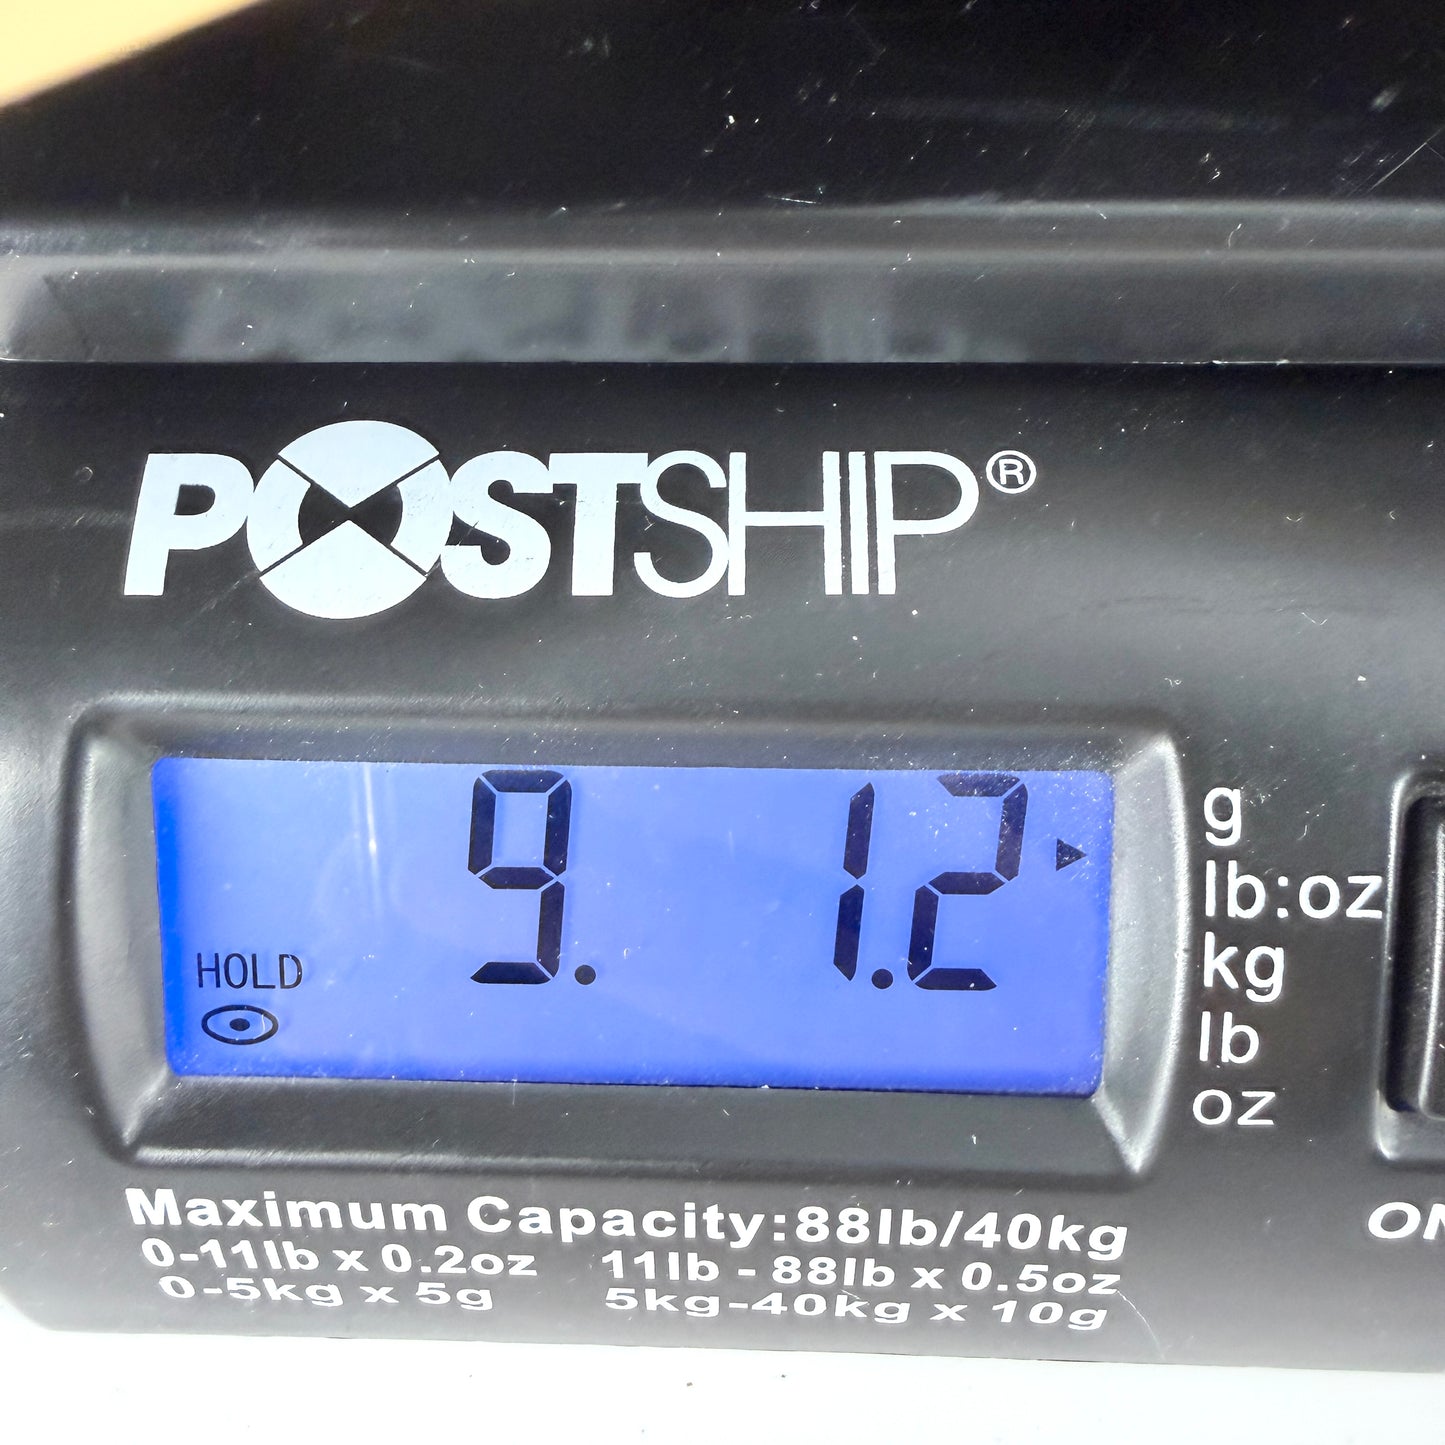 POSTSHIP®
9. 1.2
HOLD
g
lb:oz
kg
lb
oz
Maximum Capacity:88lb/40kg
0-11lb x 0.2oz 11lb - 88lb x 0.5oz
0-5kg x 5g 5kg-40kg x 10g